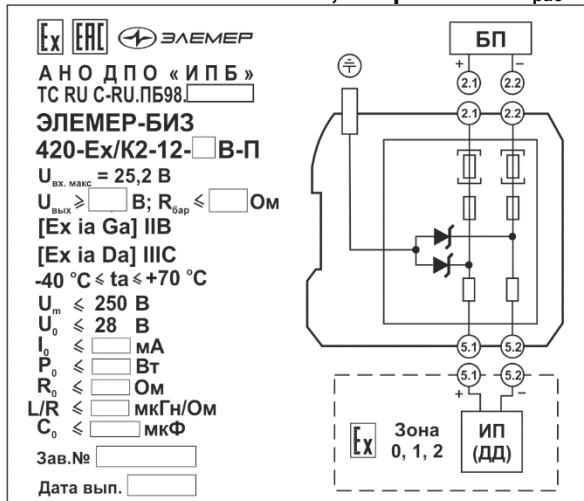 Ex EAC ЭЛЕМЕР
АНО ДПО «ИПБ»
ТС RU C-RU.ПБ98.
ЭЛЕМЕР-БИЗ
420-Ex/К2-12- В-П
Uвх. макс = 25,2 В
Uвых ⩾ В; Rбар ⩽ Ом
[Ex ia Ga] IIB
[Ex ia Da] IIIC
-40 °C ⩽ ta ⩽ +70 °C
Um ⩽ 250 В
U0 ⩽ 28 В
I0 ⩽ мА
P0 ⩽ Вт
R0 ⩽ Ом
L/R ⩽ мкГн/Ом
C0 ⩽ мкФ
Зав.№
Дата вып.
БП
+ −
2.1 2.2
2.1 2.2
5.1 5.2
5.1 5.2
+ −
Ex Зона
0, 1, 2
ИП
(ДД)